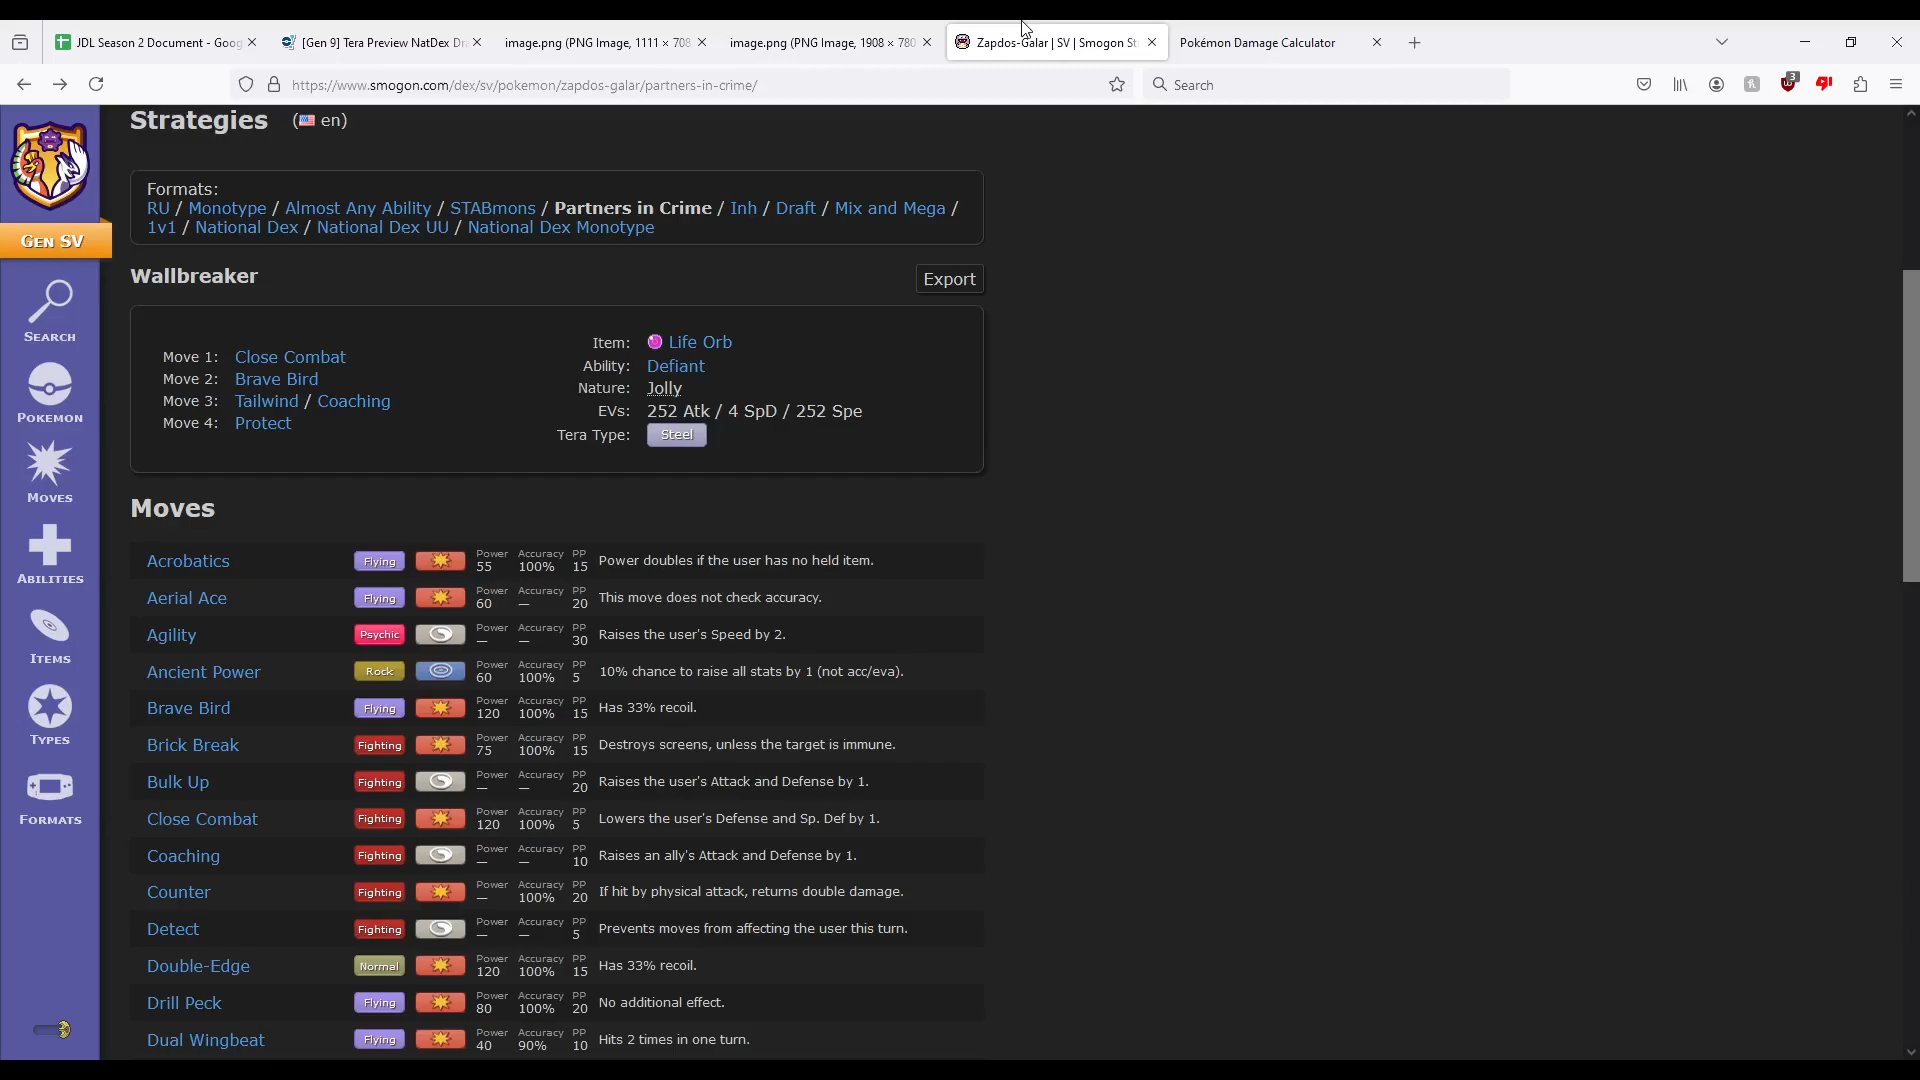 JDL Season 2 Document - Goog
[Gen 9] Tera Preview NatDex Dra
image.png (PNG Image, 1111 × 708
image.png (PNG Image, 1908 × 780
Zapdos-Galar | SV | Smogon St
Pokémon Damage Calculator
https://www.smogon.com/dex/sv/pokemon/zapdos-galar/partners-in-crime/
Search
3
Strategies (en)
Formats:
RU / Monotype / Almost Any Ability / STABmons / Partners in Crime / Inh / Draft / Mix and Mega /
1v1 / National Dex / National Dex UU / National Dex Monotype
GEN SV
SEARCH
POKEMON
MOVES
ABILITIES
ITEMS
TYPES
FORMATS
Wallbreaker
Export
Move 1: Close Combat
Move 2: Brave Bird
Move 3: Tailwind / Coaching
Move 4: Protect
Item: Life Orb
Ability: Defiant
Nature: Jolly
EVs: 252 Atk / 4 SpD / 252 Spe
Tera Type: Steel
Moves
Acrobatics Flying Power 55 Accuracy 100% PP 15 Power doubles if the user has no held item.
Aerial Ace Flying Power 60 Accuracy — PP 20 This move does not check accuracy.
Agility Psychic Power — Accuracy — PP 30 Raises the user's Speed by 2.
Ancient Power Rock Power 60 Accuracy 100% PP 5 10% chance to raise all stats by 1 (not acc/eva).
Brave Bird Flying Power 120 Accuracy 100% PP 15 Has 33% recoil.
Brick Break Fighting Power 75 Accuracy 100% PP 15 Destroys screens, unless the target is immune.
Bulk Up Fighting Power — Accuracy — PP 20 Raises the user's Attack and Defense by 1.
Close Combat Fighting Power 120 Accuracy 100% PP 5 Lowers the user's Defense and Sp. Def by 1.
Coaching Fighting Power — Accuracy — PP 10 Raises an ally's Attack and Defense by 1.
Counter Fighting Power — Accuracy 100% PP 20 If hit by physical attack, returns double damage.
Detect Fighting Power — Accuracy — PP 5 Prevents moves from affecting the user this turn.
Double-Edge Normal Power 120 Accuracy 100% PP 15 Has 33% recoil.
Drill Peck Flying Power 80 Accuracy 100% PP 20 No additional effect.
Dual Wingbeat Flying Power 40 Accuracy 90% PP 10 Hits 2 times in one turn.